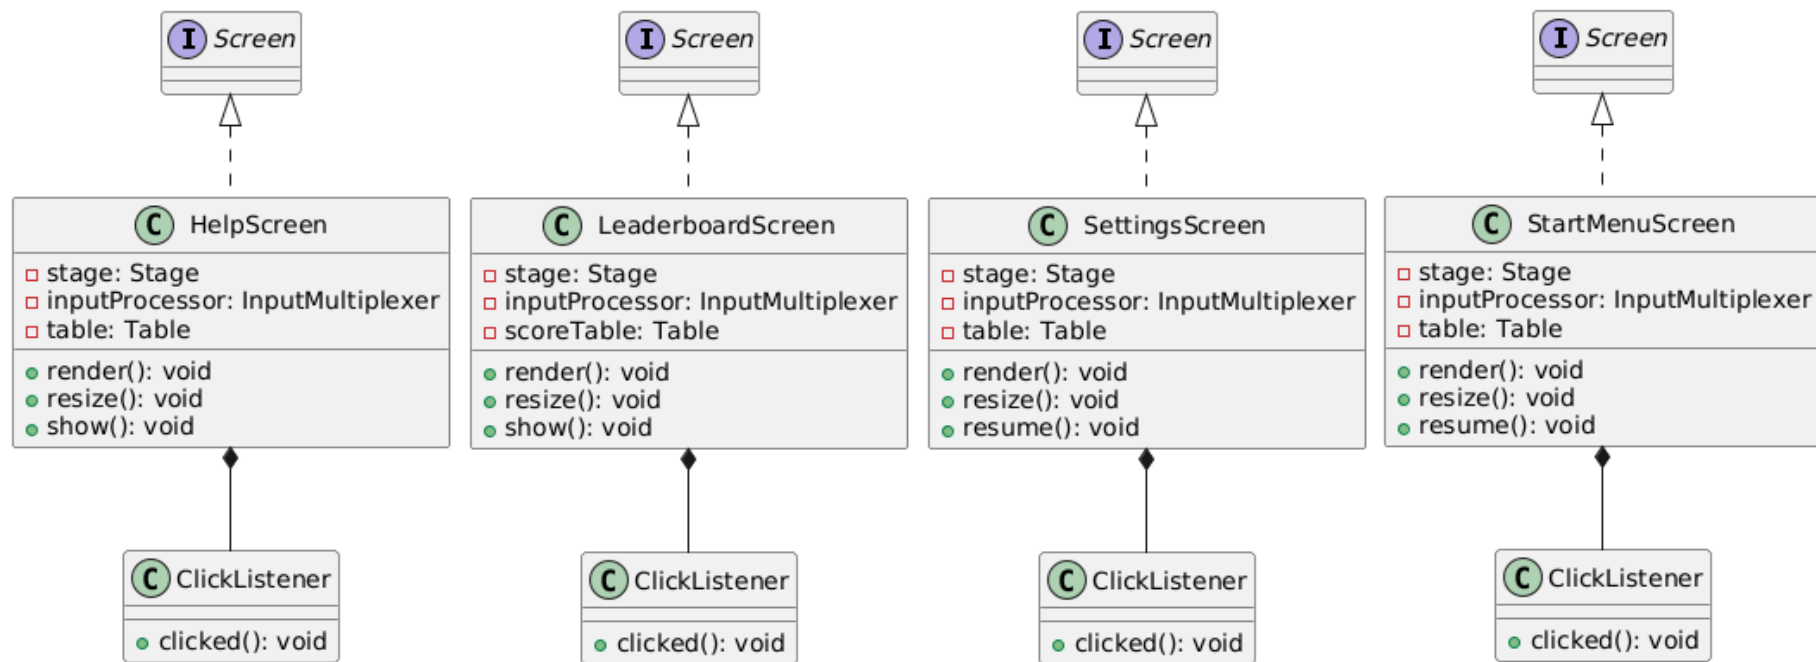 I Screen
C HelpScreen
stage: Stage
inputProcessor: InputMultiplexer
table: Table
render(): void
resize(): void
show(): void
C ClickListener
clicked(): void
I Screen
C LeaderboardScreen
stage: Stage
inputProcessor: InputMultiplexer
scoreTable: Table
render(): void
resize(): void
show(): void
C ClickListener
clicked(): void
I Screen
C SettingsScreen
stage: Stage
inputProcessor: InputMultiplexer
table: Table
render(): void
resize(): void
resume(): void
C ClickListener
clicked(): void
I Screen
C StartMenuScreen
stage: Stage
inputProcessor: InputMultiplexer
table: Table
render(): void
resize(): void
resume(): void
C ClickListener
clicked(): void